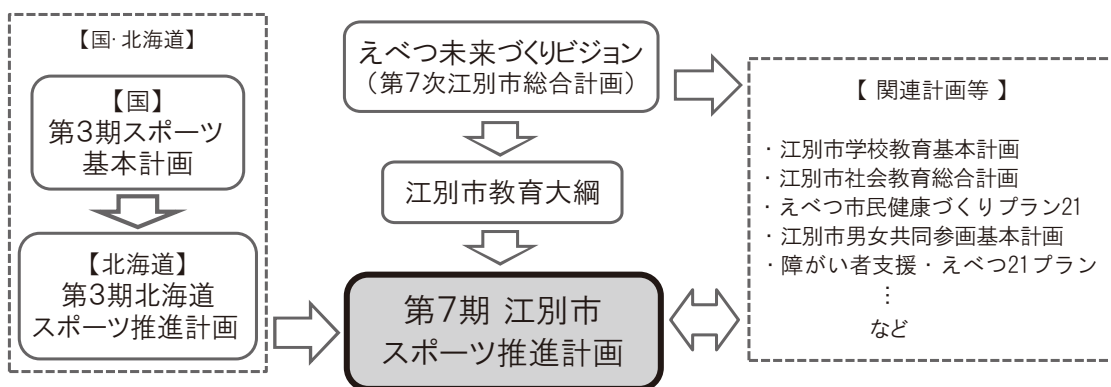 【国・北海道】
【国】
第3期スポーツ
基本計画
【北海道】
第3期北海道
スポーツ推進計画
えべつ未来づくりビジョン
（第7次江別市総合計画）
江別市教育大綱
第7期 江別市
スポーツ推進計画
【 関連計画等 】
・江別市学校教育基本計画
・江別市社会教育総合計画
・えべつ市民健康づくりプラン21
・江別市男女共同参画基本計画
・障がい者支援・えべつ21プラン
⋮
など